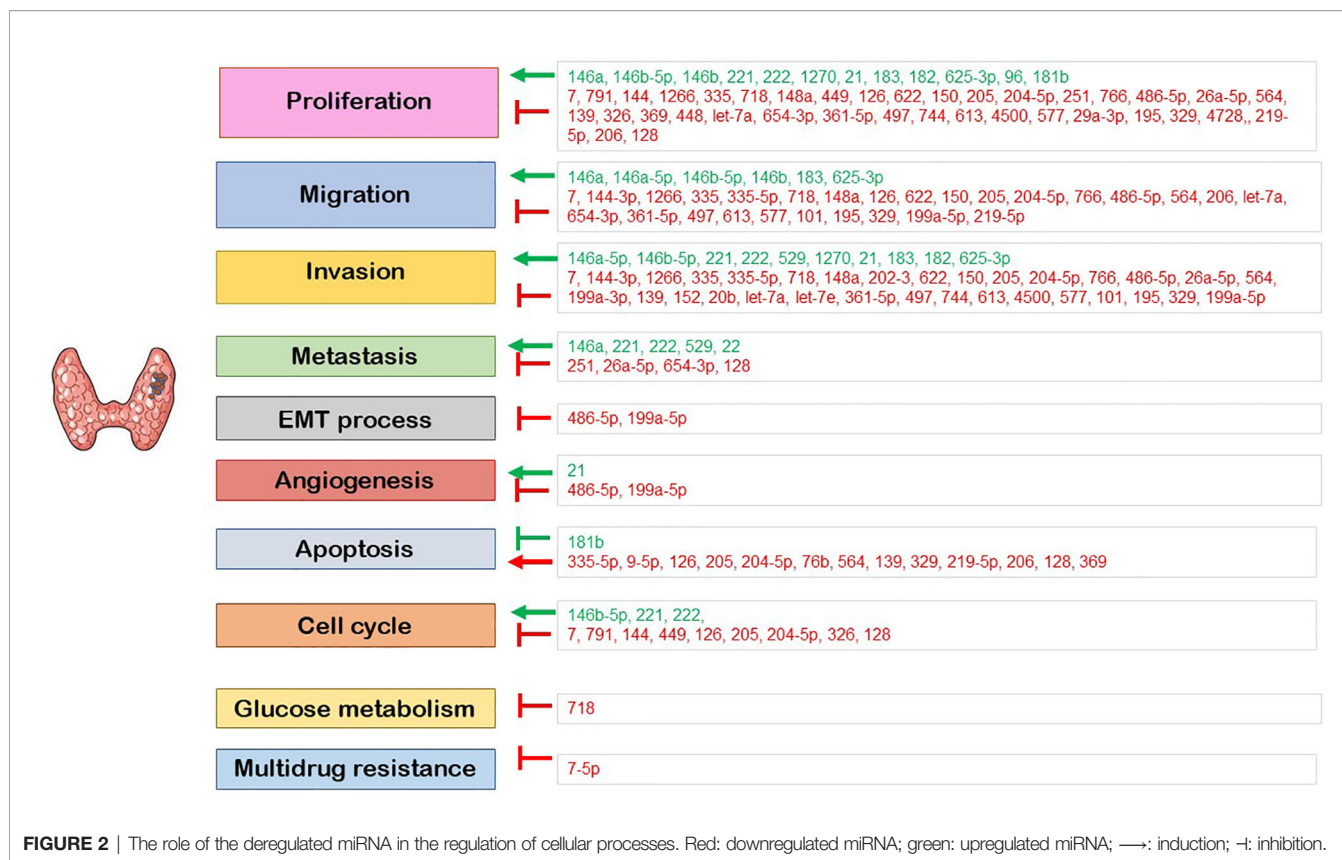 Proliferation
146a, 146b-5p, 146b, 221, 222, 1270, 21, 183, 182, 625-3p, 96, 181b
7, 791, 144, 1266, 335, 718, 148a, 449, 126, 622, 150, 205, 204-5p, 251, 766, 486-5p, 26a-5p, 564,
139, 326, 369, 448, let-7a, 654-3p, 361-5p, 497, 744, 613, 4500, 577, 29a-3p, 195, 329, 4728,, 219-
5p, 206, 128
Migration
146a, 146a-5p, 146b-5p, 146b, 183, 625-3p
7, 144-3p, 1266, 335, 335-5p, 718, 148a, 126, 622, 150, 205, 204-5p, 766, 486-5p, 564, 206, let-7a,
654-3p, 361-5p, 497, 613, 577, 101, 195, 329, 199a-5p, 219-5p
Invasion
146a-5p, 146b-5p, 221, 222, 529, 1270, 21, 183, 182, 625-3p
7, 144-3p, 1266, 335, 335-5p, 718, 148a, 202-3, 622, 150, 205, 204-5p, 766, 486-5p, 26a-5p, 564,
199a-3p, 139, 152, 20b, let-7a, let-7e, 361-5p, 497, 744, 613, 4500, 577, 101, 195, 329, 199a-5p
Metastasis
146a, 221, 222, 529, 22
251, 26a-5p, 654-3p, 128
EMT process
486-5p, 199a-5p
Angiogenesis
21
486-5p, 199a-5p
Apoptosis
181b
335-5p, 9-5p, 126, 205, 204-5p, 76b, 564, 139, 329, 219-5p, 206, 128, 369
Cell cycle
146b-5p, 221, 222,
7, 791, 144, 449, 126, 205, 204-5p, 326, 128
Glucose metabolism
718
Multidrug resistance
7-5p
FIGURE 2 | The role of the deregulated miRNA in the regulation of cellular processes. Red: downregulated miRNA; green: upregulated miRNA; ⟶: induction; ⊣: inhibition.